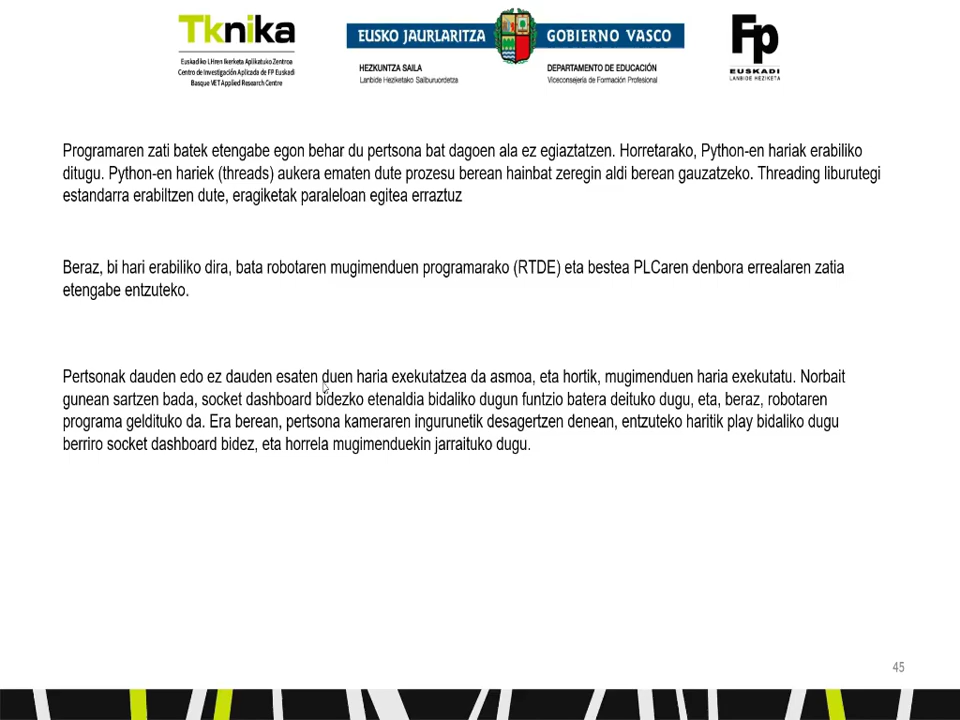 Tknika
Euskadiko LHren Ikerketa Aplikatuko Zentroa
Centro de Investigación Aplicada de FP Euskadi
Basque VET Applied Research Centre
EUSKO JAURLARITZA
GOBIERNO VASCO
HEZKUNTZA SAILA
Lanbide Heziketako Sailburuordetza
DEPARTAMENTO DE EDUCACIÓN
Viceconsejería de Formación Profesional
Fp
EUSKADI
LANBIDE HEZIKETA
Programaren zati batek etengabe egon behar du pertsona bat dagoen ala ez egiaztatzen. Horretarako, Python-en hariak erabiliko
ditugu. Python-en hariek (threads) aukera ematen dute prozesu berean hainbat zeregin aldi berean gauzatzeko. Threading liburutegi
estandarra erabiltzen dute, eragiketak paraleloan egitea erraztuz
Beraz, bi hari erabiliko dira, bata robotaren mugimenduen programarako (RTDE) eta bestea PLCaren denbora errealaren zatia
etengabe entzuteko.
Pertsonak dauden edo ez dauden esaten duen haria exekutatzea da asmoa, eta hortik, mugimenduen haria exekutatu. Norbait
gunean sartzen bada, socket dashboard bidezko etenaldia bidaliko dugun funtzio batera deituko dugu, eta, beraz, robotaren
programa geldituko da. Era berean, pertsona kameraren ingurunetik desagertzen denean, entzuteko haritik play bidaliko dugu
berriro socket dashboard bidez, eta horrela mugimenduekin jarraituko dugu.
45